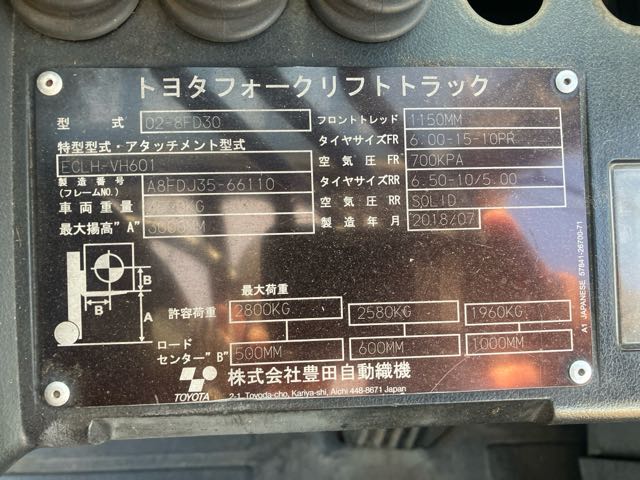 トヨタフォークリフトトラック
型式 02-8FD30 フロントトレッド 1150MM
特型型式・アタッチメント型式 タイヤサイズFR 6.00-15-10PR
ECLH-VH601 空気圧 FR 700KPA
製造番号 (フレームNO.) A8FDJ35-66110 タイヤサイズRR 6.50-10/5.00
車両重量 空気圧 RR SOLID
最大揚高"A" 製造年月 2018/07
B
B
A
最大荷重
許容荷重 2800KG 2580KG 1960KG
ロードセンター"B" 500MM 600MM 1000MM
TOYOTA 株式会社豊田自動織機
2-1, Toyoda-cho, Kariya-shi, Aichi 448-8671 Japan
A1 JAPANESE 57841-26700-71